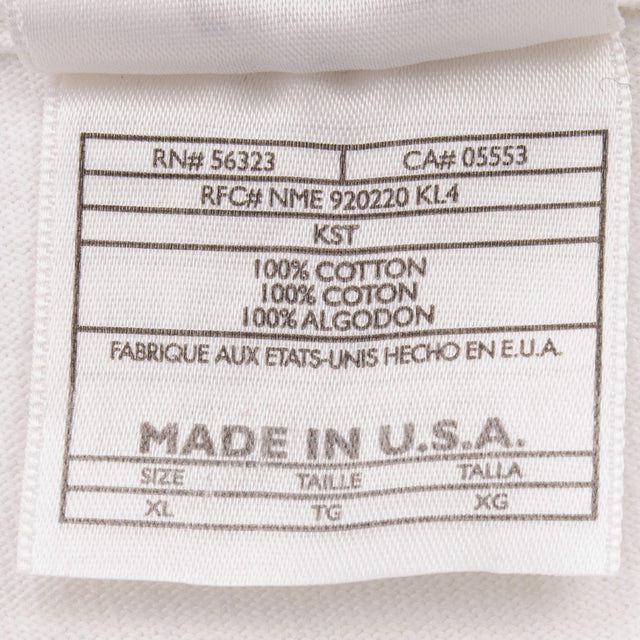 RN# 56323 CA# 05553
RFC# NME 920220 KL4
KST
100% COTTON
100% COTON
100% ALGODON
FABRIQUE AUX ETATS-UNIS HECHO EN E.U.A.
MADE IN U.S.A.
SIZE TAILLE TALLA
XL TG XG